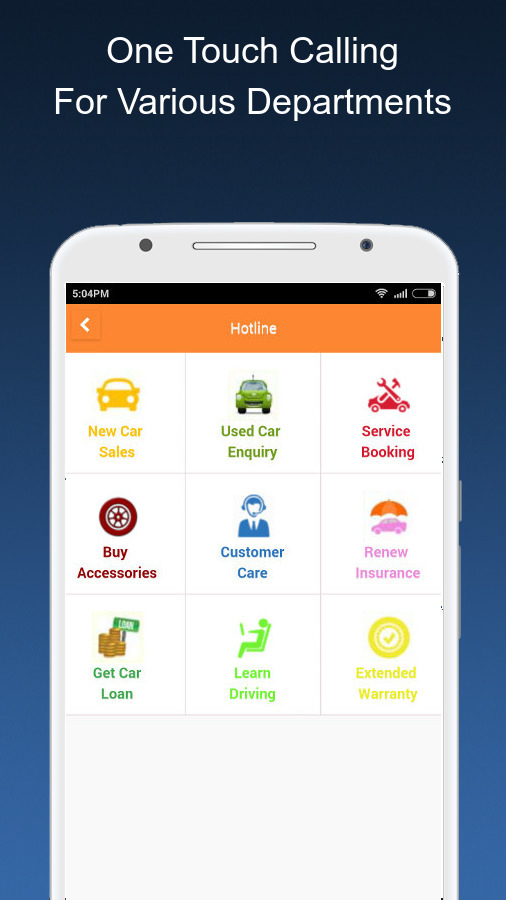 One Touch Calling
For Various Departments
5:04PM
Hotline
New Car
Sales
Used Car
Enquiry
Service
Booking
Buy
Accessories
Customer
Care
Renew
Insurance
LOAN
Get Car
Loan
Learn
Driving
Extended
Warranty